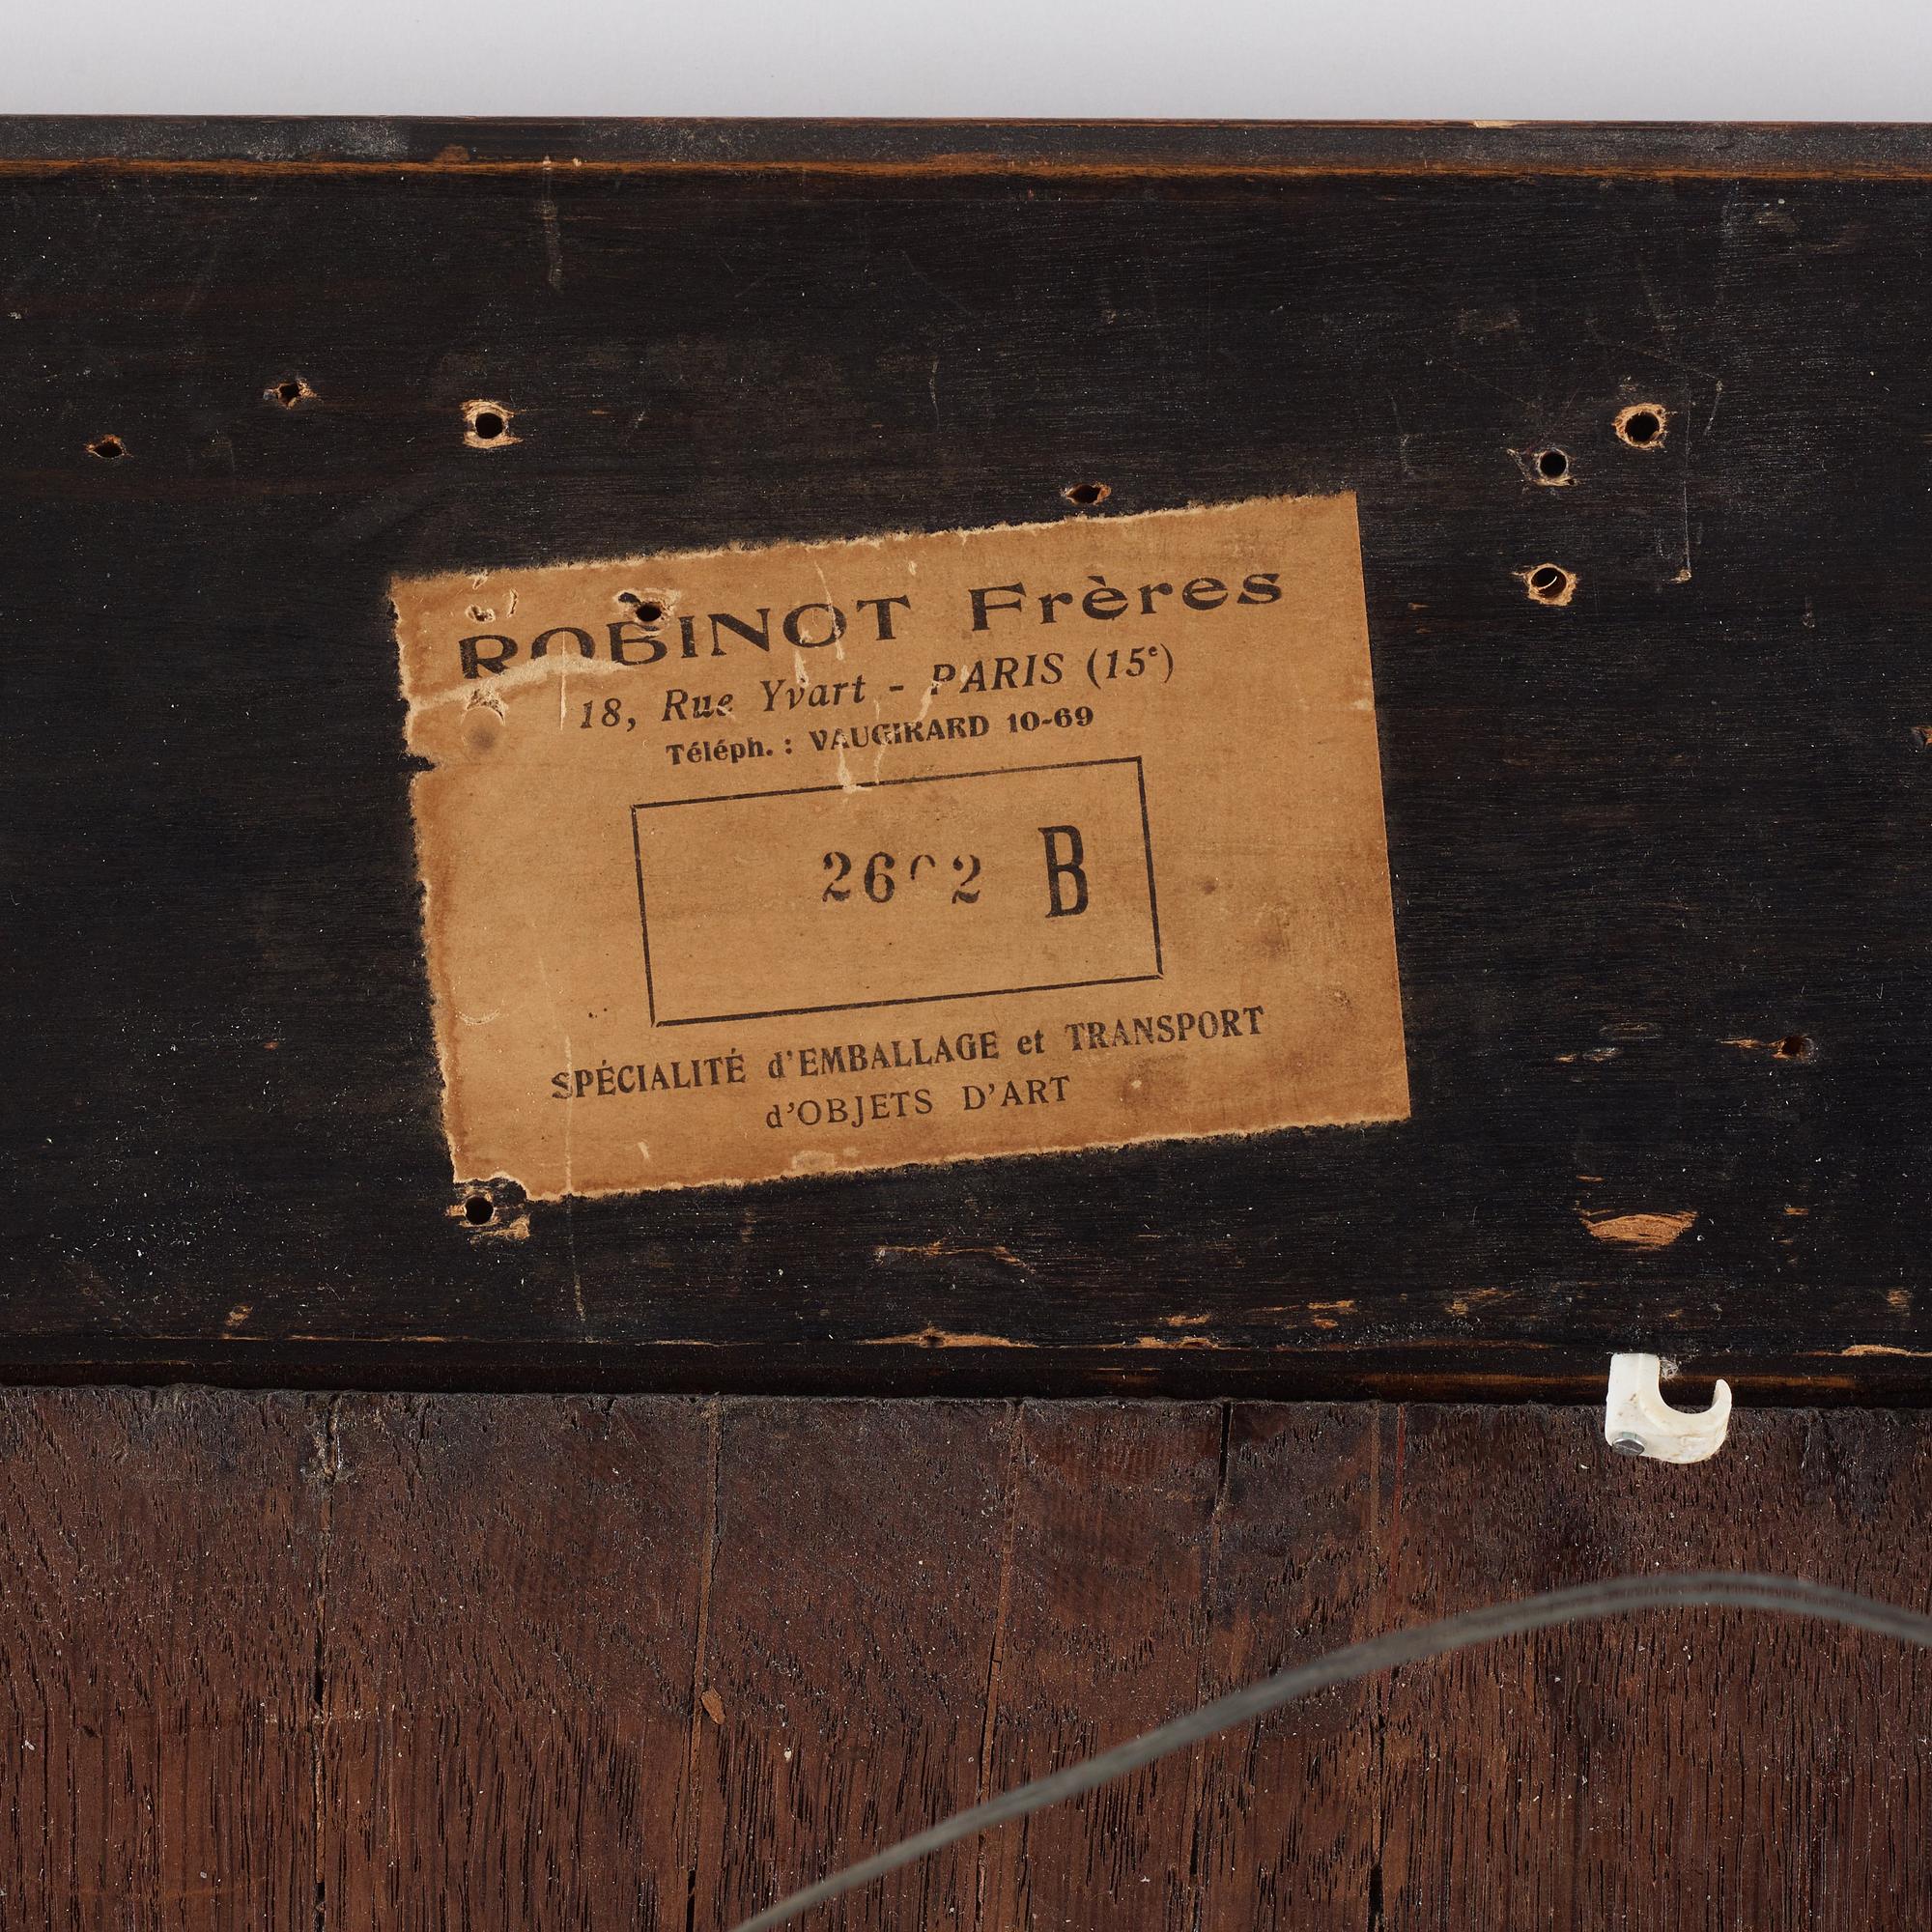 ROBINOT Frères
18, Rue Yvart - PARIS (15ᵉ)
Téléph. : VAUGIRARD 10-69
B
SPÉCIALITÉ d'EMBALLAGE et TRANSPORT
d'OBJETS D'ART